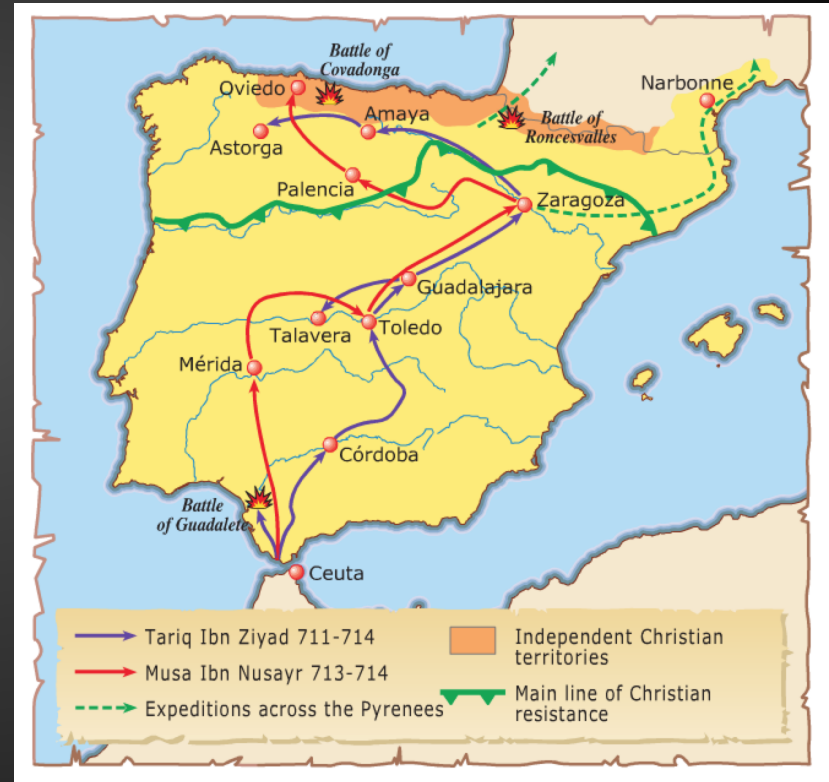 Battle of
Covadonga
Oviedo
Narbonne
Amaya
Battle of
Roncesvalles
Astorga
Palencia
Zaragoza
Guadalajara
Talavera
Toledo
Mérida
Córdoba
Battle
of Guadalete
Ceuta
Tariq Ibn Ziyad 711-714
Musa Ibn Nusayr 713-714
Expeditions across the Pyrenees
Independent Christian
territories
Main line of Christian
resistance